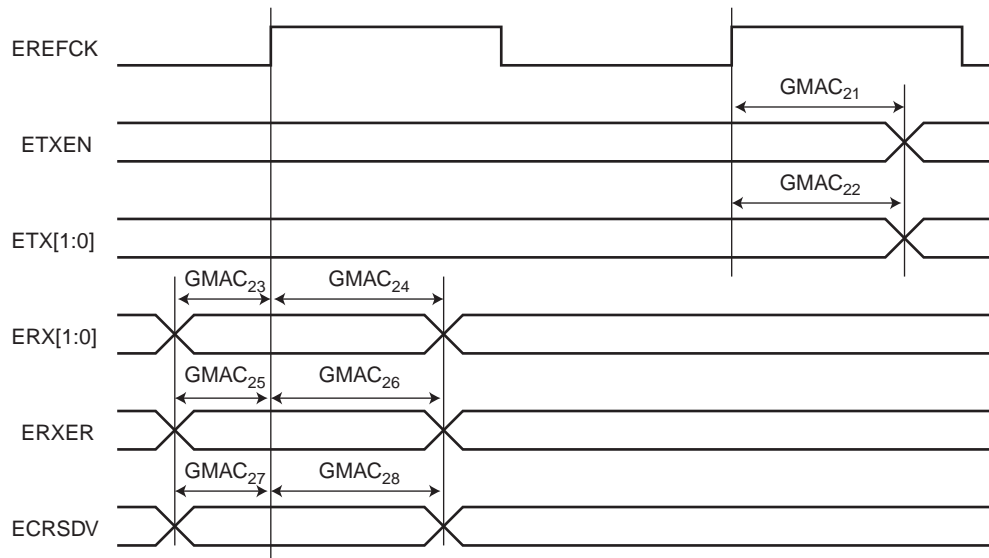 EREFCK
GMAC21
ETXEN
GMAC22
ETX[1:0]
GMAC23 GMAC24
ERX[1:0]
GMAC25 GMAC26
ERXER
GMAC27 GMAC28
ECRSDV